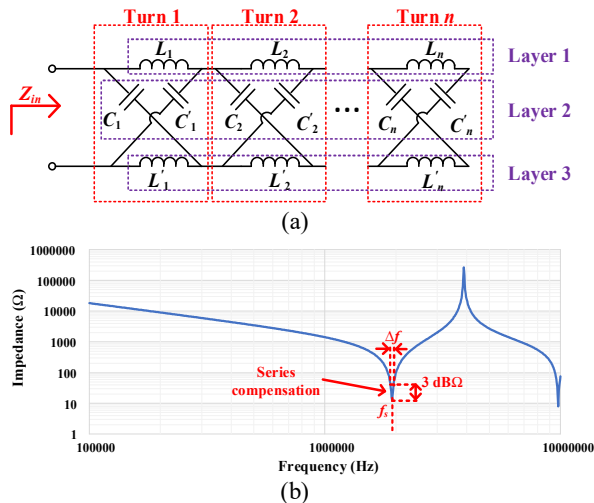 Turn 1 Turn 2 Turn n
L1 L2 Ln Layer 1
Zin C1 C'1 C2 C'2 ... Cn C'n Layer 2
L'1 L'2 L'n Layer 3
(a)
1000000
100000
10000
1000
100
10
1
Impedance (Ω)
Δf
Series
compensation
3 dBΩ
fs
100000 1000000 10000000
Frequency (Hz)
(b)